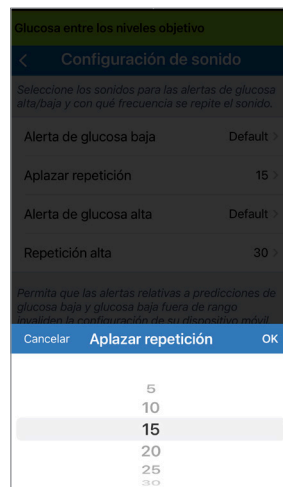 Glucosa entre los niveles objetivo
< Configuración de sonido
Seleccione los sonidos para las alertas de glucosa
alta/baja y con qué frecuencia se repite el sonido.
Alerta de glucosa baja Default >
Aplazar repetición 15 >
Alerta de glucosa alta Default >
Repetición alta 30 >
Permita que las alertas relativas a predicciones de
glucosa baja y glucosa baja fuera de rango
invaliden la configuración de su dispositivo móvil
Cancelar Aplazar repetición OK
5
10
15
20
25
30